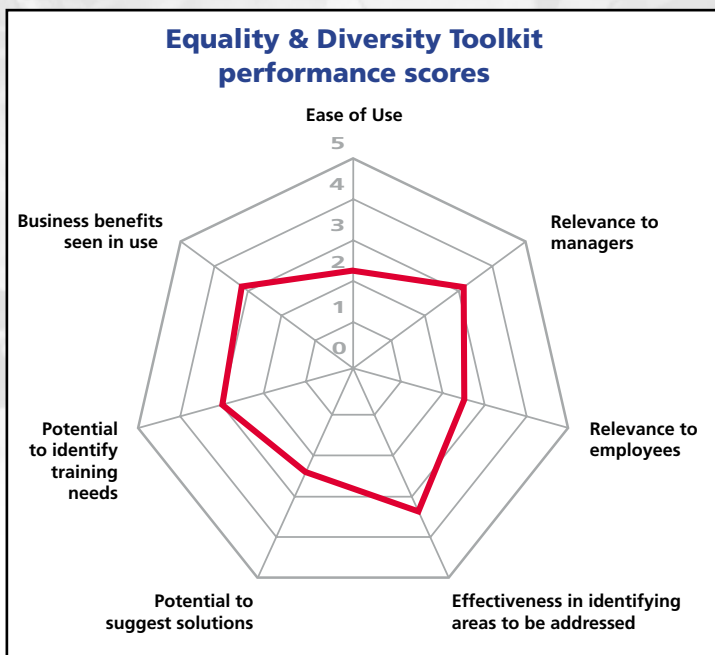 Equality & Diversity Toolkit
performance scores
Ease of Use
5
4
3
2
1
0
Business benefits
seen in use
Relevance to
managers
Potential
to identify
training
needs
Relevance to
employees
Potential to
suggest solutions
Effectiveness in identifying
areas to be addressed